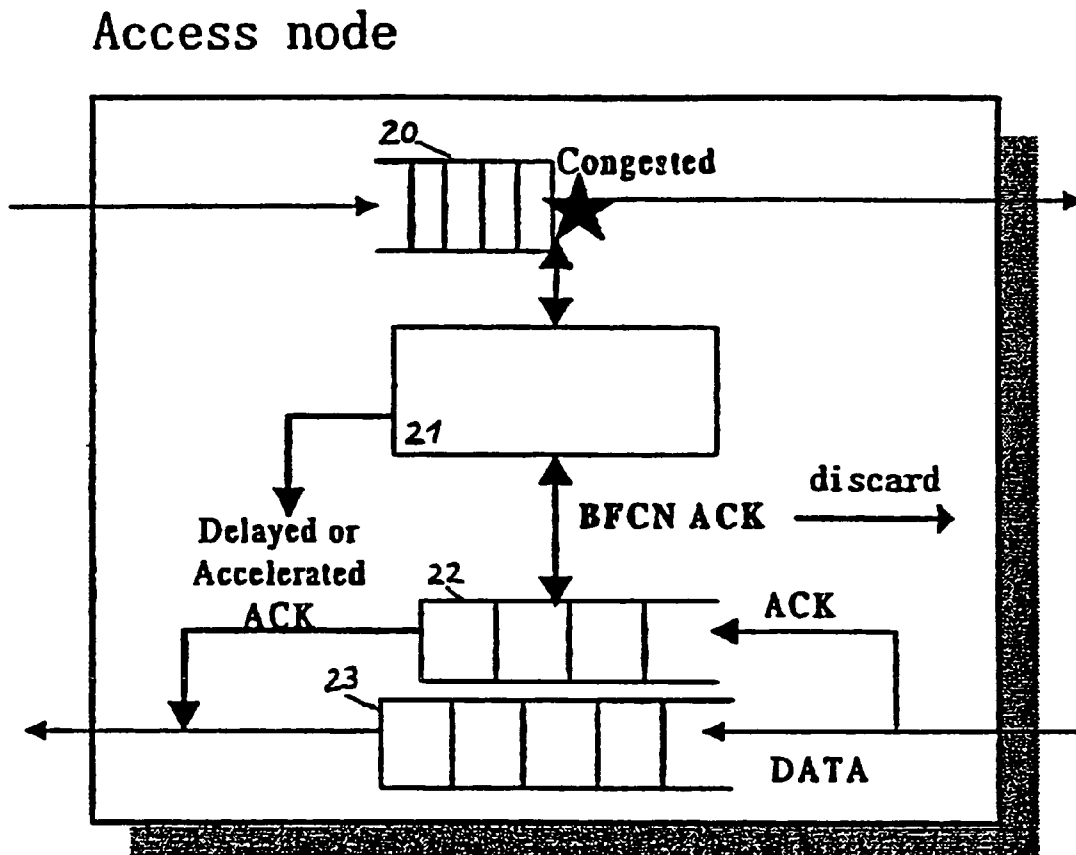 Access node
20
Congested
21
discard
BFCN ACK
Delayed or
Accelerated
ACK
22
ACK
23
DATA